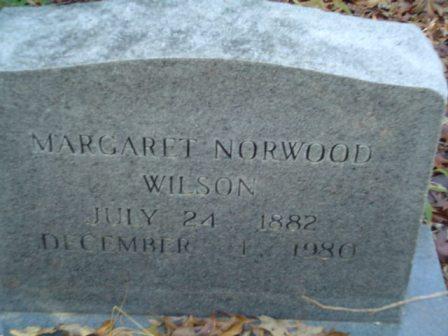 MARGARET NORWOOD
WILSON
JULY 24 1882
DECEMBER 1 1980